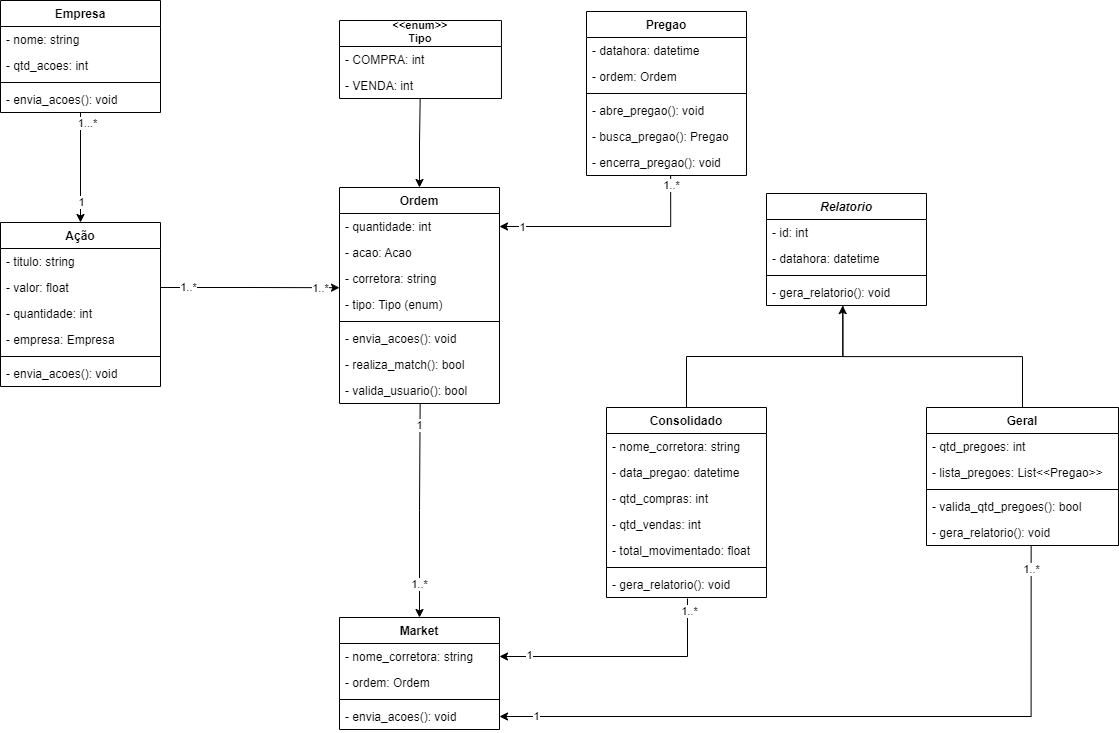 Empresa
- nome: string
- qtd_acoes: int
- envia_acoes(): void
1...*
1
Ação
- titulo: string
- valor: float
- quantidade: int
- empresa: Empresa
- envia_acoes(): void
1..*
1..*
<<enum>>
Tipo
- COMPRA: int
- VENDA: int
Ordem
- quantidade: int
- acao: Acao
- corretora: string
- tipo: Tipo (enum)
- envia_acoes(): void
- realiza_match(): bool
- valida_usuario(): bool
1
1..*
Pregao
- datahora: datetime
- ordem: Ordem
- abre_pregao(): void
- busca_pregao(): Pregao
- encerra_pregao(): void
1..*
1
Relatorio
- id: int
- datahora: datetime
- gera_relatorio(): void
Consolidado
- nome_corretora: string
- data_pregao: datetime
- qtd_compras: int
- qtd_vendas: int
- total_movimentado: float
- gera_relatorio(): void
1..*
1
Geral
- qtd_pregoes: int
- lista_pregoes: List<<Pregao>>
- valida_qtd_pregoes(): bool
- gera_relatorio(): void
1..*
1
Market
- nome_corretora: string
- ordem: Ordem
- envia_acoes(): void